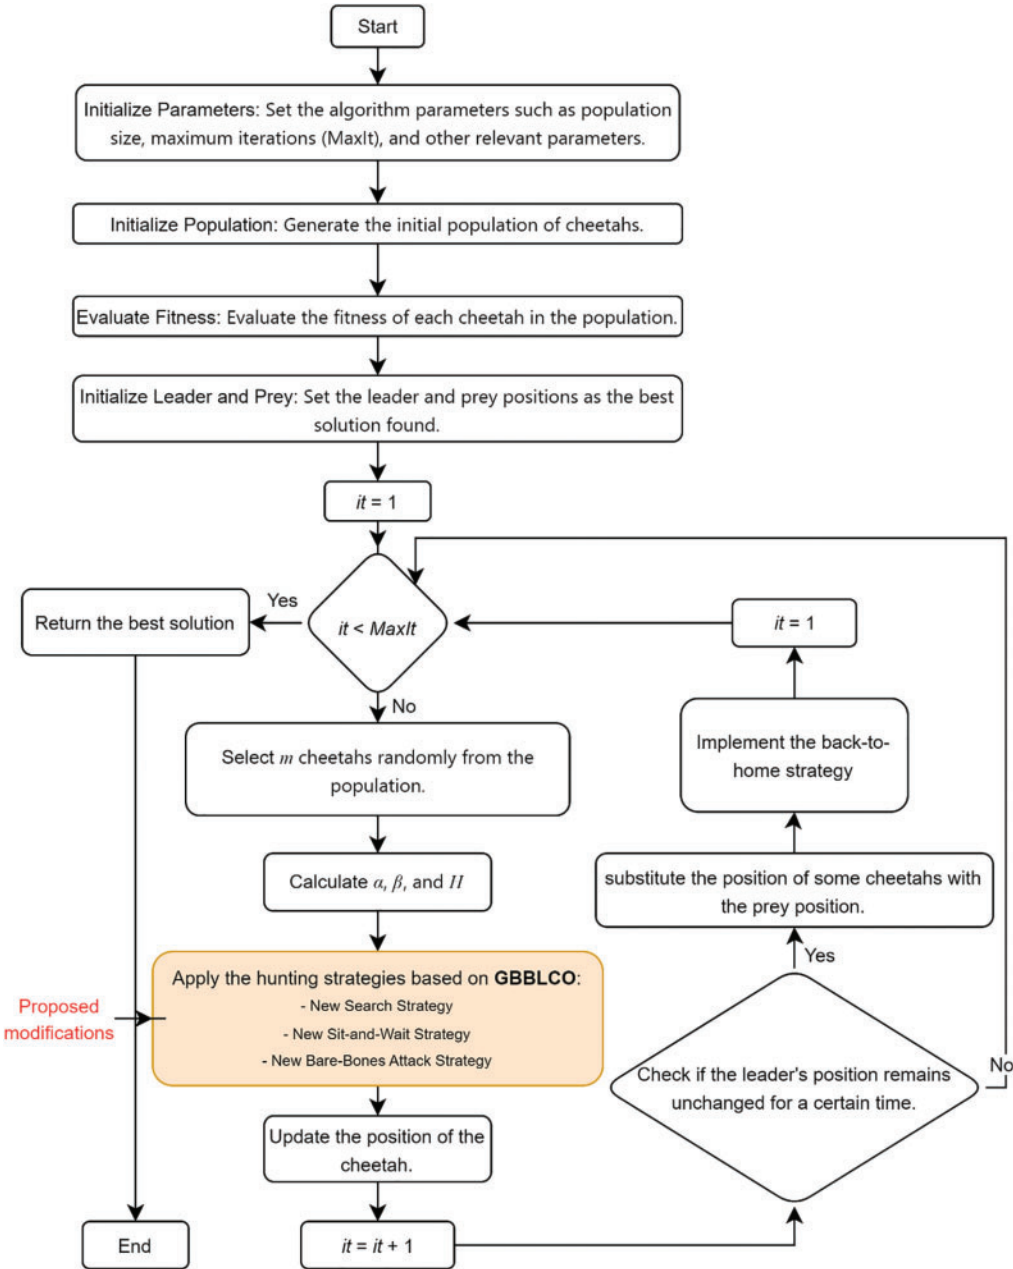 Start
Initialize Parameters: Set the algorithm parameters such as population
size, maximum iterations (MaxIt), and other relevant parameters.
Initialize Population: Generate the initial population of cheetahs.
Evaluate Fitness: Evaluate the fitness of each cheetah in the population.
Initialize Leader and Prey: Set the leader and prey positions as the best
solution found.
it = 1
it < MaxIt
Yes
Return the best solution
No
Select m cheetahs randomly from the
population.
Calculate α, β, and H
Apply the hunting strategies based on GBBLCO:
- New Search Strategy
- New Sit-and-Wait Strategy
- New Bare-Bones Attack Strategy
Proposed
modifications
Update the position of the
cheetah.
it = it + 1
End
Check if the leader's position remains
unchanged for a certain time.
No
Yes
substitute the position of some cheetahs with
the prey position.
Implement the back-to-
home strategy
it = 1